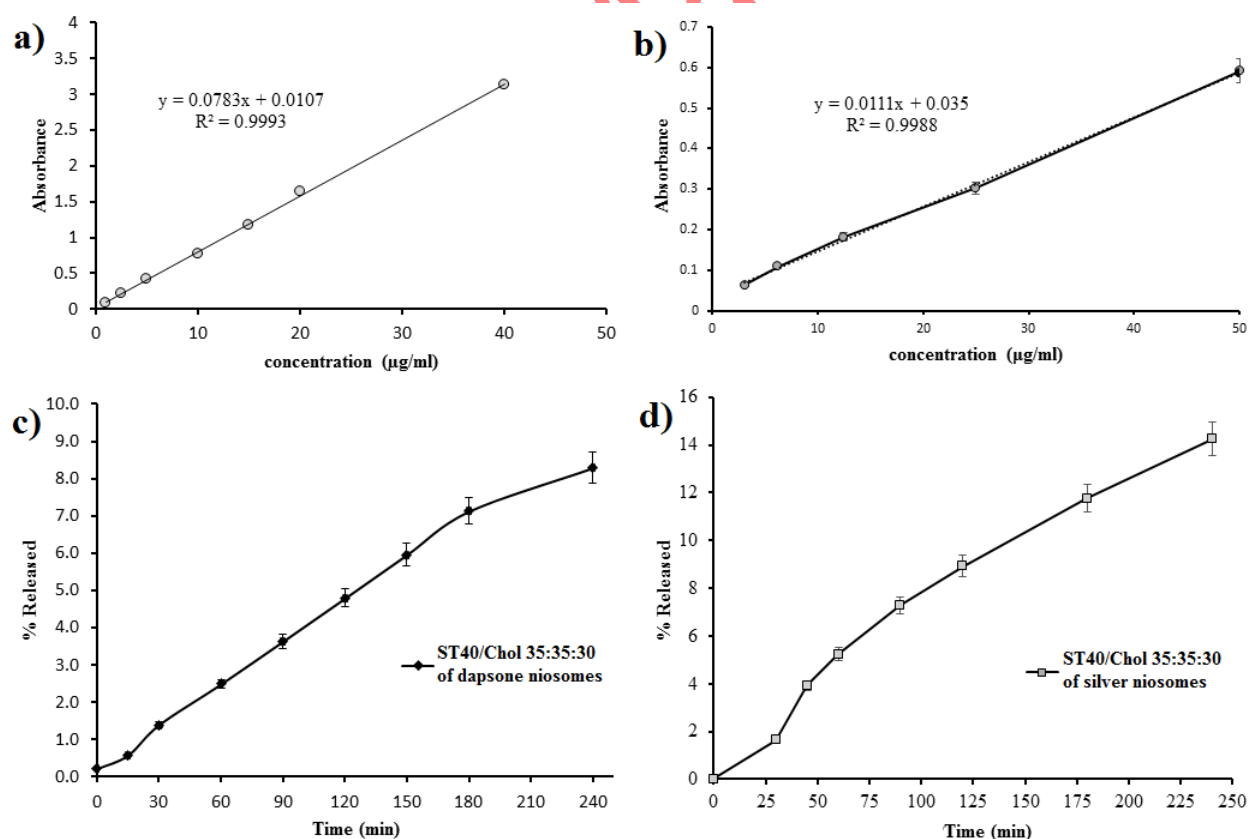 a)
4
3.5
3
2.5
2
1.5
1
0.5
0
y = 0.0783x + 0.0107
R² = 0.9993
Absorbance
0 10 20 30 40 50
concentration (µg/ml)
b)
0.7
0.6
0.5
0.4
0.3
0.2
0.1
0
y = 0.0111x + 0.035
R² = 0.9988
Absorbance
0 10 20 30 40 50
concentration (µg/ml)
c)
10.0
9.0
8.0
7.0
6.0
5.0
4.0
3.0
2.0
1.0
0.0
% Released
ST40/Chol 35:35:30
of dapsone niosomes
0 30 60 90 120 150 180 210 240
Time (min)
d)
16
14
12
10
8
6
4
2
0
% Released
ST40/Chol 35:35:30
of silver niosomes
0 25 50 75 100 125 150 175 200 225 250
Time (min)